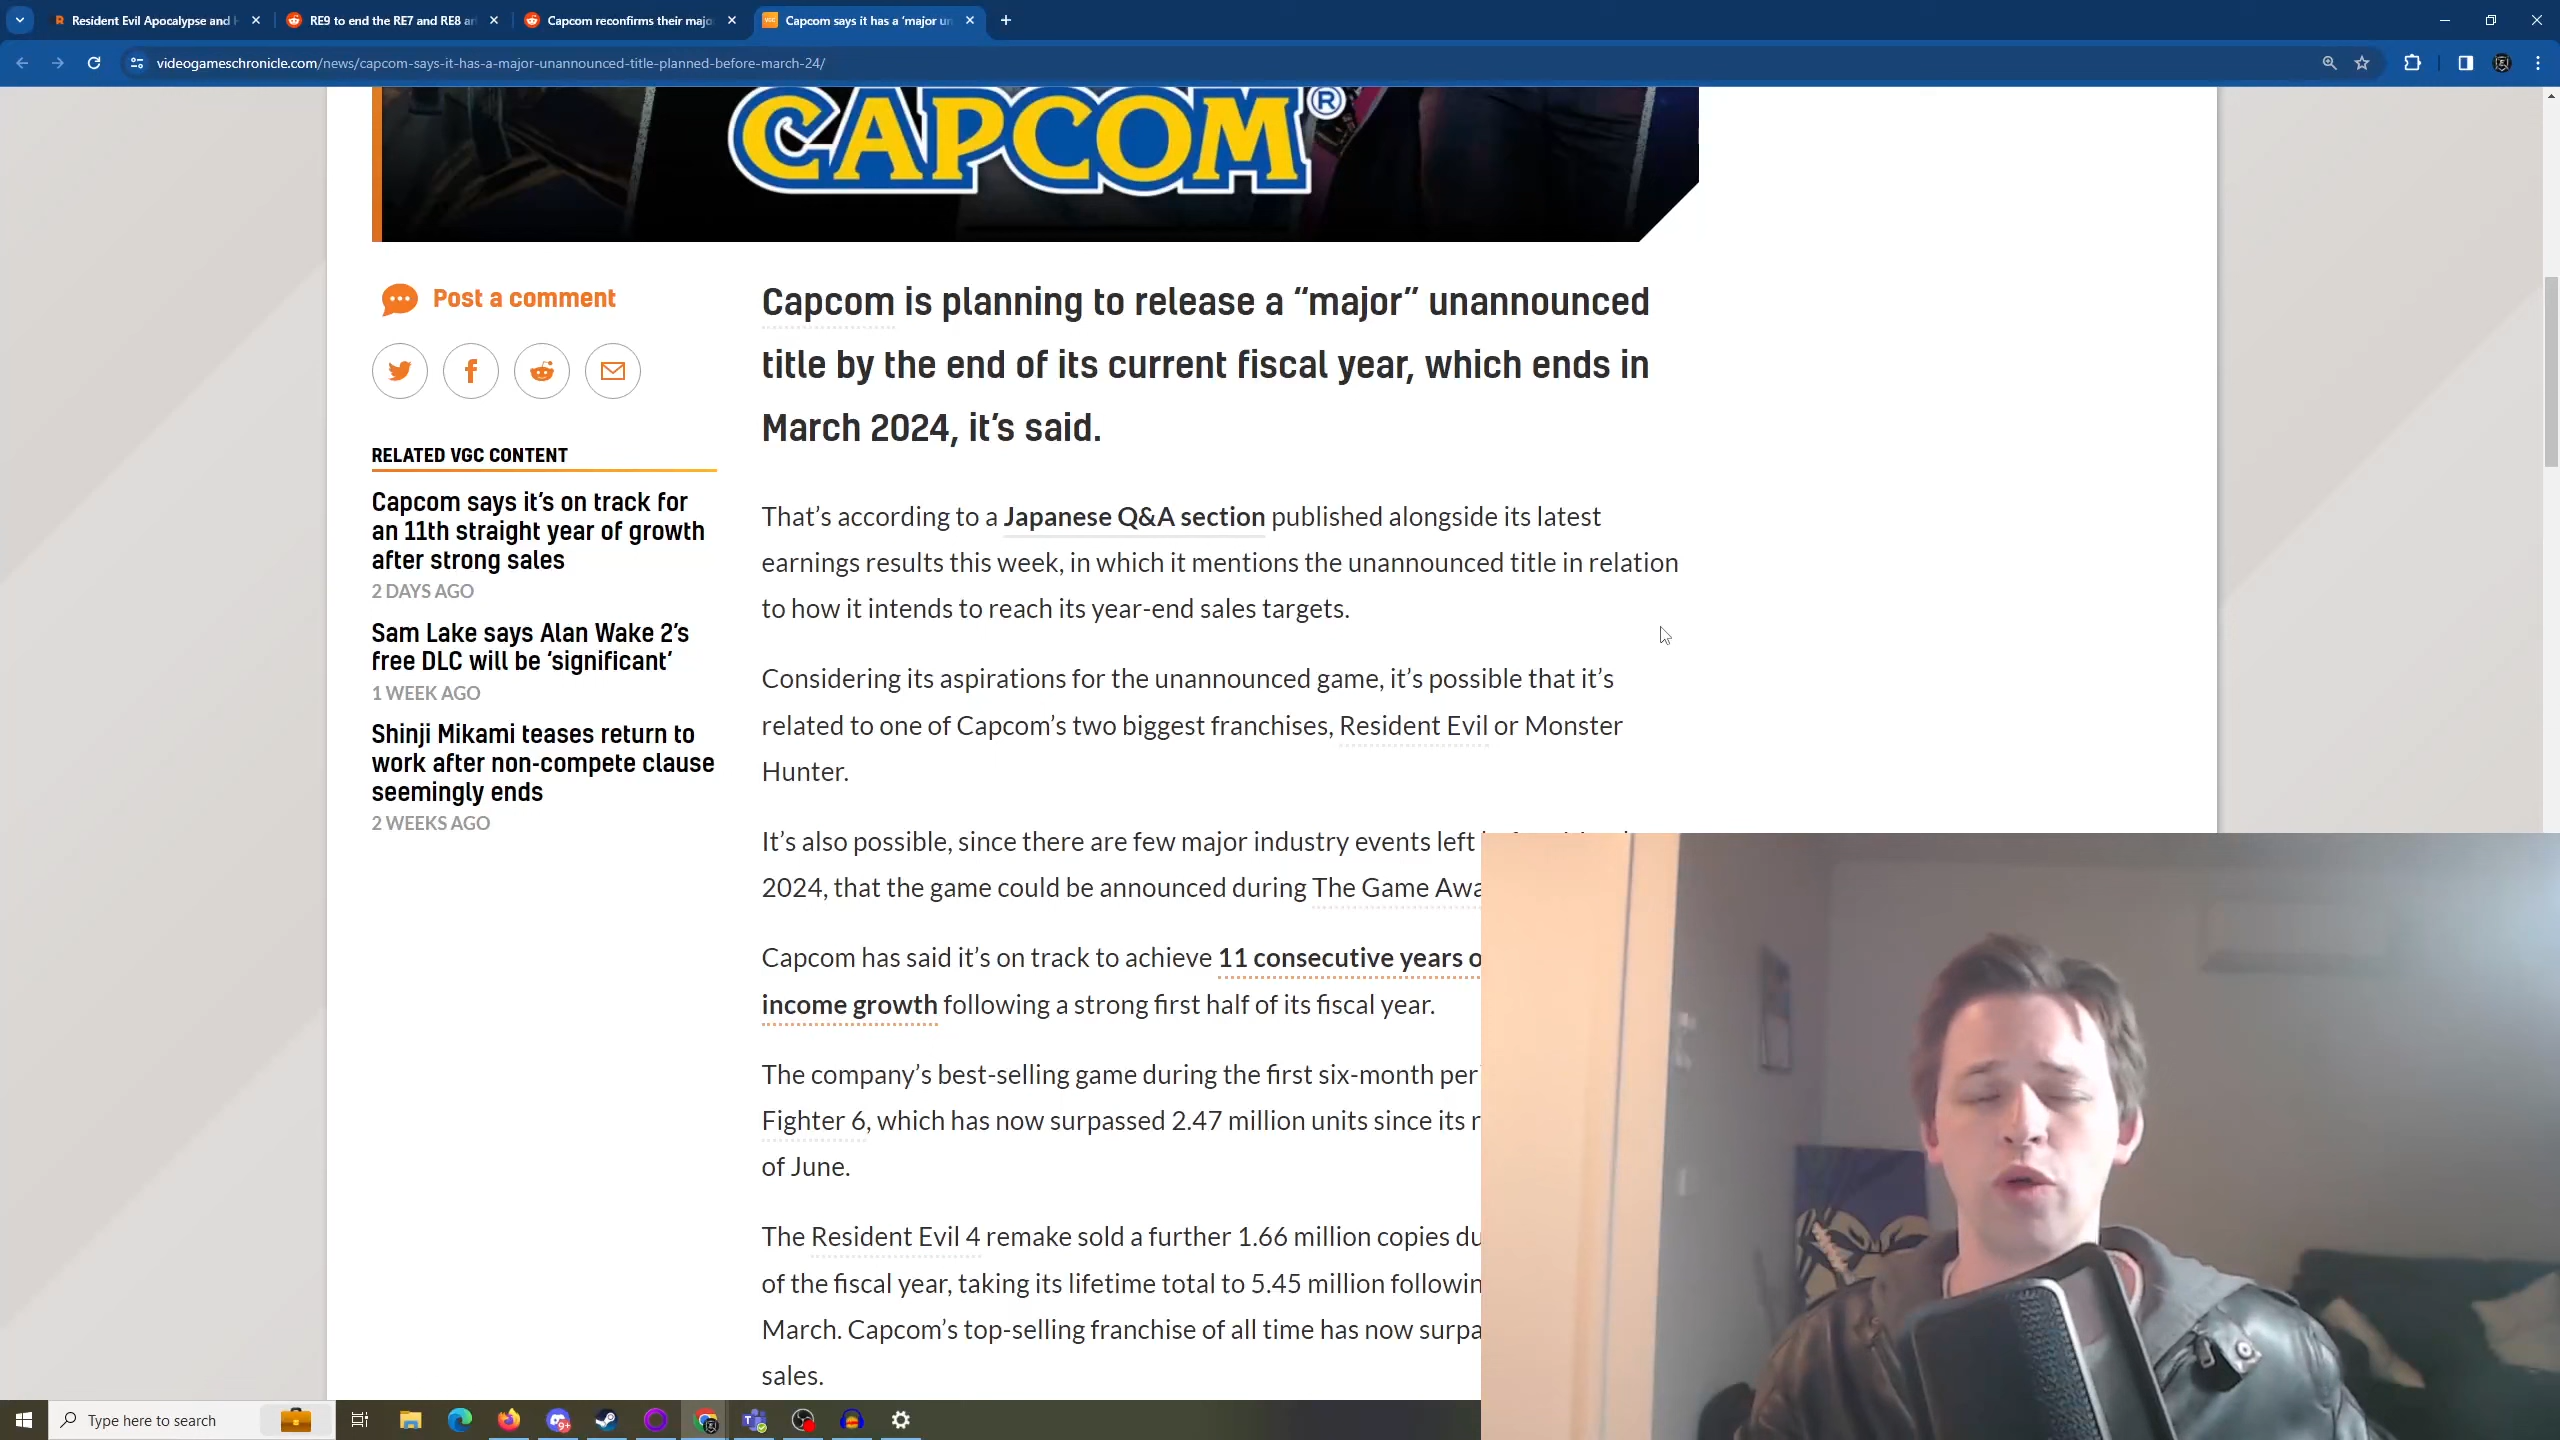 Resident Evil Apocalypse and
RE9 to end the RE7 and RE8 ar
Capcom reconfirms their majo
Capcom says it has a 'major un
videogameschronicle.com/news/capcom-says-it-has-a-major-unannounced-title-planned-before-march-24/
CAPCOM®
Post a comment
RELATED VGC CONTENT
Capcom says it's on track for
an 11th straight year of growth
after strong sales
2 DAYS AGO
Sam Lake says Alan Wake 2's
free DLC will be 'significant'
1 WEEK AGO
Shinji Mikami teases return to
work after non-compete clause
seemingly ends
2 WEEKS AGO
Capcom is planning to release a “major” unannounced
title by the end of its current fiscal year, which ends in
March 2024, it’s said.
That’s according to a Japanese Q&A section published alongside its latest
earnings results this week, in which it mentions the unannounced title in relation
to how it intends to reach its year-end sales targets.
Considering its aspirations for the unannounced game, it’s possible that it’s
related to one of Capcom’s two biggest franchises, Resident Evil or Monster
Hunter.
It’s also possible, since there are few major industry events left
2024, that the game could be announced during The Game Awa
Capcom has said it’s on track to achieve 11 consecutive years o
income growth following a strong first half of its fiscal year.
The company’s best-selling game during the first six-month per
Fighter 6, which has now surpassed 2.47 million units since its r
of June.
The Resident Evil 4 remake sold a further 1.66 million copies du
of the fiscal year, taking its lifetime total to 5.45 million followin
March. Capcom’s top-selling franchise of all time has now surpa
sales.
Type here to search
9+